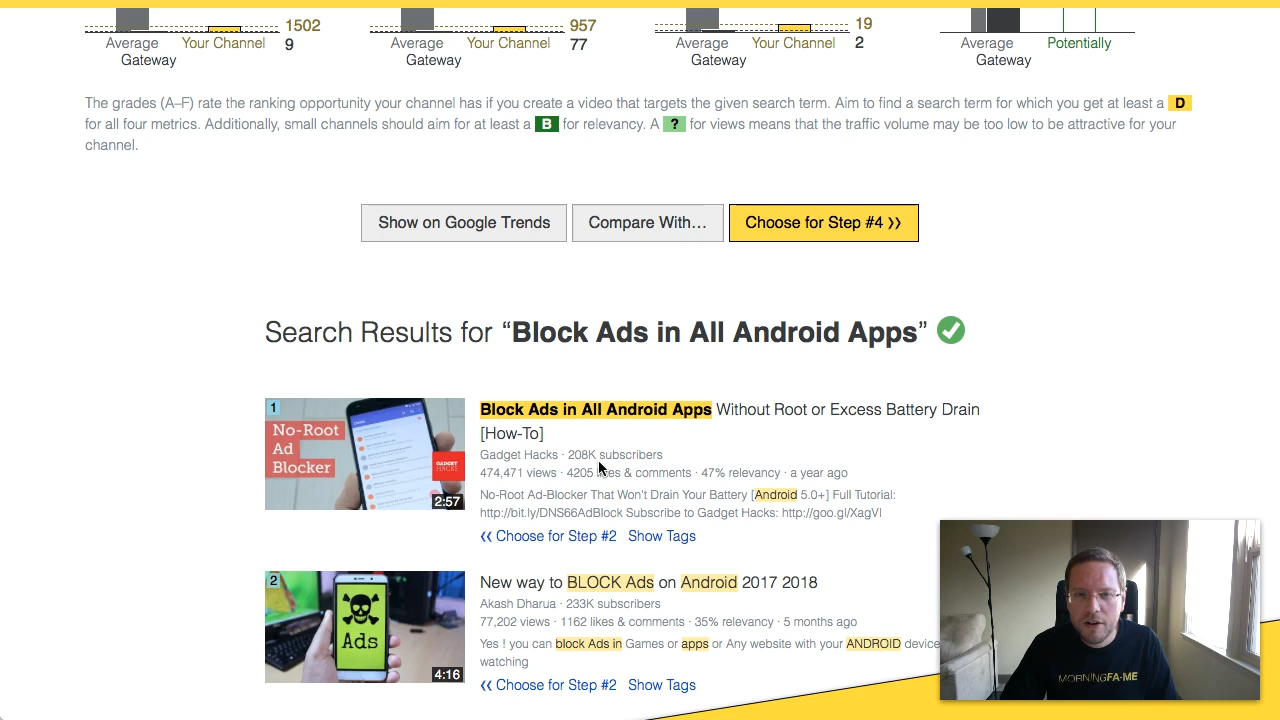 1502
9
Average Your Channel
Gateway
957
77
Average Your Channel
Gateway
19
2
Average Your Channel
Gateway
Average Potentially
Gateway
The grades (A–F) rate the ranking opportunity your channel has if you create a video that targets the given search term. Aim to find a search term for which you get at least a D
for all four metrics. Additionally, small channels should aim for at least a B for relevancy. A ? for views means that the traffic volume may be too low to be attractive for your
channel.
Show on Google Trends
Compare With…
Choose for Step #4 ❯❯
Search Results for “Block Ads in All Android Apps”
1
No-Root
Ad
Blocker
GADGET
HACKS
2:57
Block Ads in All Android Apps Without Root or Excess Battery Drain
[How-To]
Gadget Hacks · 208K subscribers
474,471 views · 4205 likes & comments · 47% relevancy · a year ago
No-Root Ad-Blocker That Won't Drain Your Battery [Android 5.0+] Full Tutorial:
http://bit.ly/DNS66AdBlock Subscribe to Gadget Hacks: http://goo.gl/XagVl
❮❮ Choose for Step #2 Show Tags
2
Ads
4:16
New way to BLOCK Ads on Android 2017 2018
Akash Dharua · 233K subscribers
77,202 views · 1162 likes & comments · 35% relevancy · 5 months ago
Yes ! you can block Ads in Games or apps or Any website with your ANDROID device
watching
❮❮ Choose for Step #2 Show Tags
MORNINGFA-ME